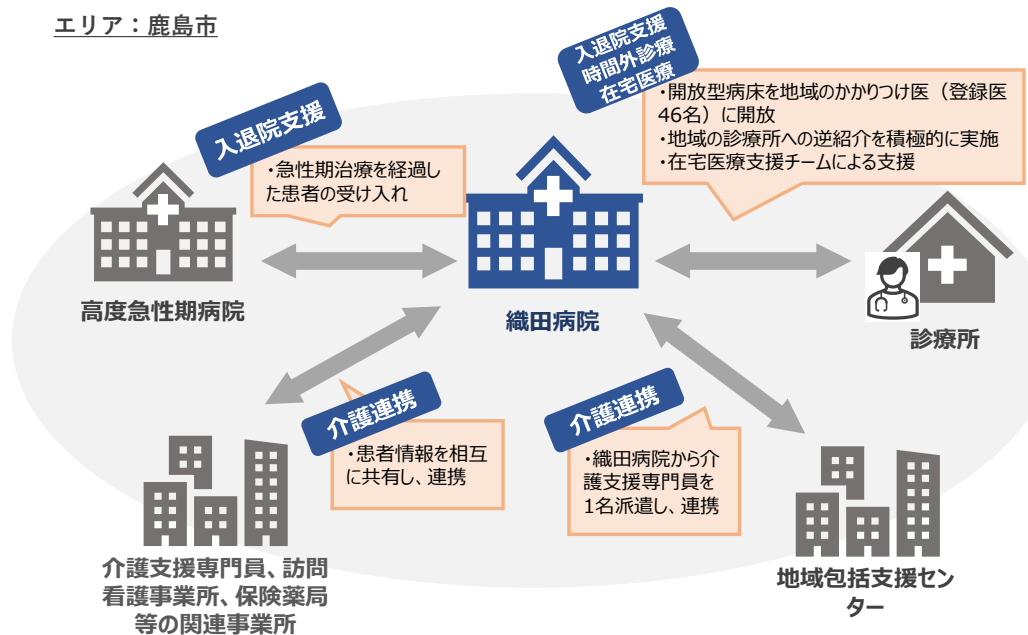 エリア：鹿島市
入退院支援
時間外診療
在宅医療
・開放型病床を地域のかかりつけ医（登録医
46名）に開放
・地域の診療所への逆紹介を積極的に実施
・在宅医療支援チームによる支援
入退院支援
・急性期治療を経過し
た患者の受け入れ
高度急性期病院
織田病院
診療所
介護連携
・患者情報を相互
に共有し、連携
介護連携
・織田病院から介
護支援専門員を
1名派遣し、連携
介護支援専門員、訪問
看護事業所、保険薬局
等の関連事業所
地域包括支援セン
ター